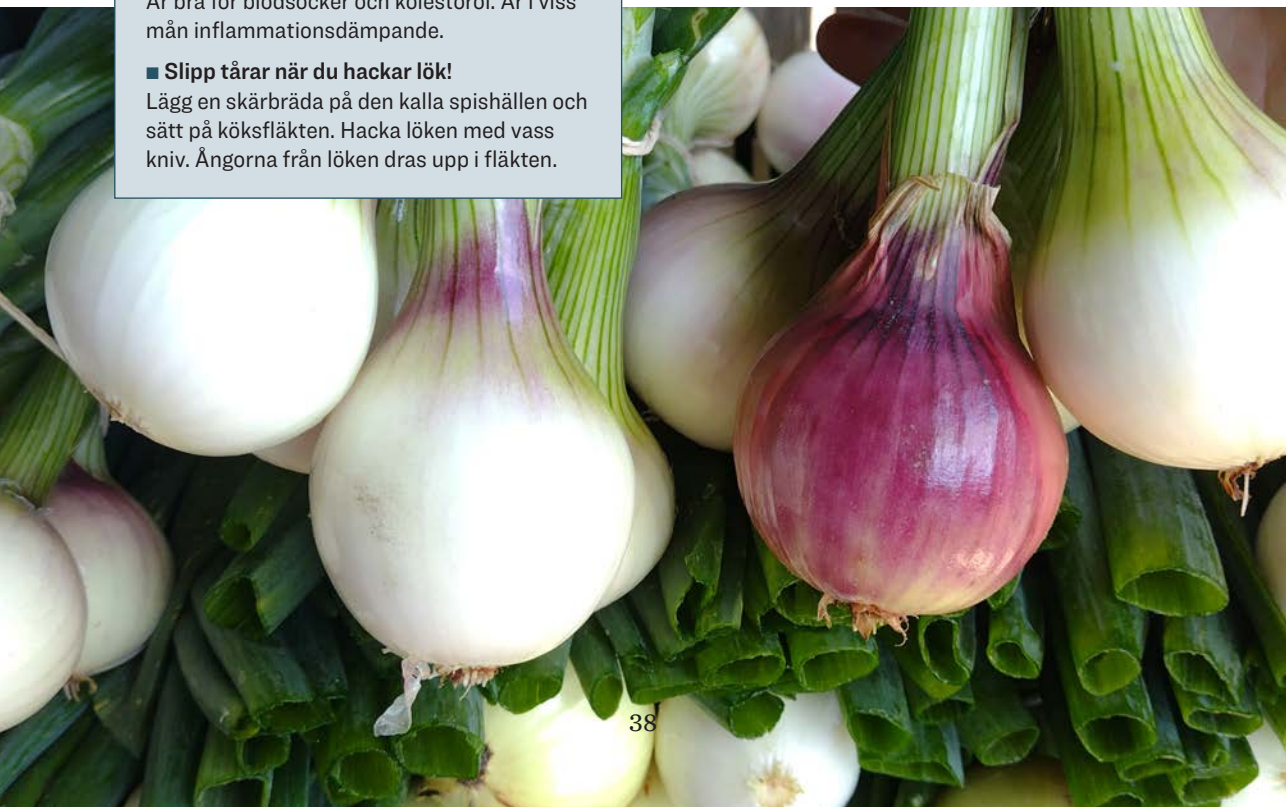 Är bra för blodsocker och kolestorol. Är i viss
mån inflammationsdämpande.
■ Slipp tårar när du hackar lök!
Lägg en skärbräda på den kalla spishällen och
sätt på köksfläkten. Hacka löken med vass
kniv. Ångorna från löken dras upp i fläkten.
38